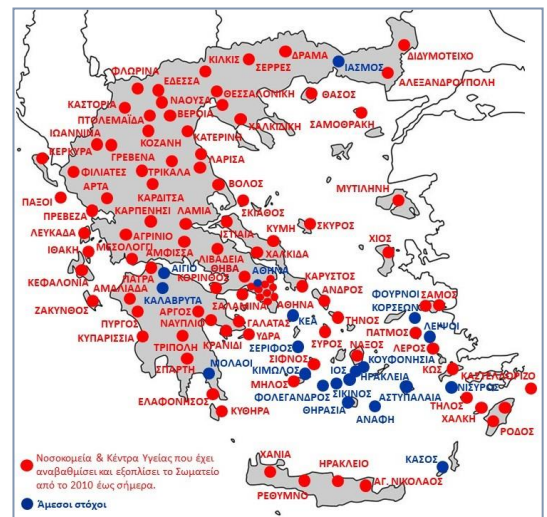 ΔΙΔΥΜΟΤΕΙΧΟ
ΔΡΑΜΑ
ΚΙΛΚΙΣ
ΣΕΡΡΕΣ
ΙΑΣΜΟΣ
ΦΛΩΡΙΝΑ
ΕΔΕΣΣΑ
ΑΛΕΞΑΝΔΡΟΥΠΟΛΗ
ΘΕΣΣΑΛΟΝΙΚΗ
ΘΑΣΟΣ
ΚΑΣΤΟΡΙΑ
ΝΑΟΥΣΑ
ΠΤΟΛΕΜΑΪΔΑ
ΒΕΡΟΙΑ
ΧΑΛΚΙΔΙΚΗ
ΣΑΜΟΘΡΑΚΗ
ΙΩΑΝΝΙΝΑ
ΚΟΖΑΝΗ
ΚΑΤΕΡΙΝΗ
ΚΕΡΚΥΡΑ
ΓΡΕΒΕΝΑ
ΛΑΡΙΣΑ
ΦΙΛΙΑΤΕΣ
ΤΡΙΚΑΛΑ
ΑΡΤΑ
ΚΑΡΔΙΤΣΑ
ΒΟΛΟΣ
ΜΥΤΙΛΗΝΗ
ΠΑΞΟΙ
ΠΡΕΒΕΖΑ
ΚΑΡΠΕΝΗΣΙ
ΛΑΜΙΑ
ΣΚΙΑΘΟΣ
ΣΚΥΡΟΣ
ΛΕΥΚΑΔΑ
ΑΓΡΙΝΙΟ
ΙΣΤΙΑΙΑ
ΚΥΜΗ
ΧΙΟΣ
ΙΘΑΚΗ
ΜΕΣΟΛΟΓΓΙ
ΑΜΦΙΣΣΑ
ΛΙΒΑΔΕΙΑ
ΧΑΛΚΙΔΑ
ΚΕΦΑΛΟΝΙΑ
ΠΑΤΡΑ
ΑΙΓΙΟ
ΘΗΒΑ
ΑΘΗΝΑ
ΚΑΡΥΣΤΟΣ
ΦΟΥΡΝΟΙ
ΚΟΡΣΕΩΝ
ΣΑΜΟΣ
ΑΜΑΛΙΑΔΑ
ΚΟΡΙΝΘΟΣ
ΚΑΛΑΒΡΥΤΑ
ΣΑΛΑΜΙΝΑ
ΑΘΗΝΑ
ΑΝΔΡΟΣ
ΖΑΚΥΝΘΟΣ
ΠΥΡΓΟΣ
ΑΡΓΟΣ
ΝΑΥΠΛΙΟ
ΓΑΛΑΤΑΣ
ΚΕΑ
ΤΗΝΟΣ
ΠΑΤΜΟΣ
ΛΕΙΨΟΙ
ΚΥΠΑΡΙΣΣΙΑ
ΤΡΙΠΟΛΗ
ΚΡΑΝΙΔΙ
ΥΔΡΑ
ΣΕΡΙΦΟΣ
ΣΥΡΟΣ
ΝΑΞΟΣ
ΛΕΡΟΣ
ΣΠΑΡΤΗ
ΜΟΛΑΟΙ
ΣΙΦΝΟΣ
ΚΙΜΩΛΟΣ
ΙΟΣ
ΚΟΥΦΟΝΗΣΙΑ
ΗΡΑΚΛΕΙΑ
ΚΩΣ
ΚΑΣΤΕΛΛΟΡΙΖΟ
ΜΗΛΟΣ
ΣΙΚΙΝΟΣ
ΑΣΤΥΠΑΛΑΙΑ
ΝΙΣΥΡΟΣ
ΕΛΑΦΟΝΗΣΟΣ
ΦΟΛΕΓΑΝΔΡΟΣ
ΘΗΡΑΣΙΑ
ΑΝΑΦΗ
ΤΗΛΟΣ
ΧΑΛΚΗ
ΡΟΔΟΣ
ΚΥΘΗΡΑ
ΚΑΣΟΣ
ΧΑΝΙΑ
ΗΡΑΚΛΕΙΟ
ΡΕΘΥΜΝΟ
ΑΓ. ΝΙΚΟΛΑΟΣ
Νοσοκομεία & Κέντρα Υγείας που έχει
αναβαθμίσει και εξοπλίσει το Σωματείο
από το 2010 έως σήμερα.
Άμεσοι στόχοι